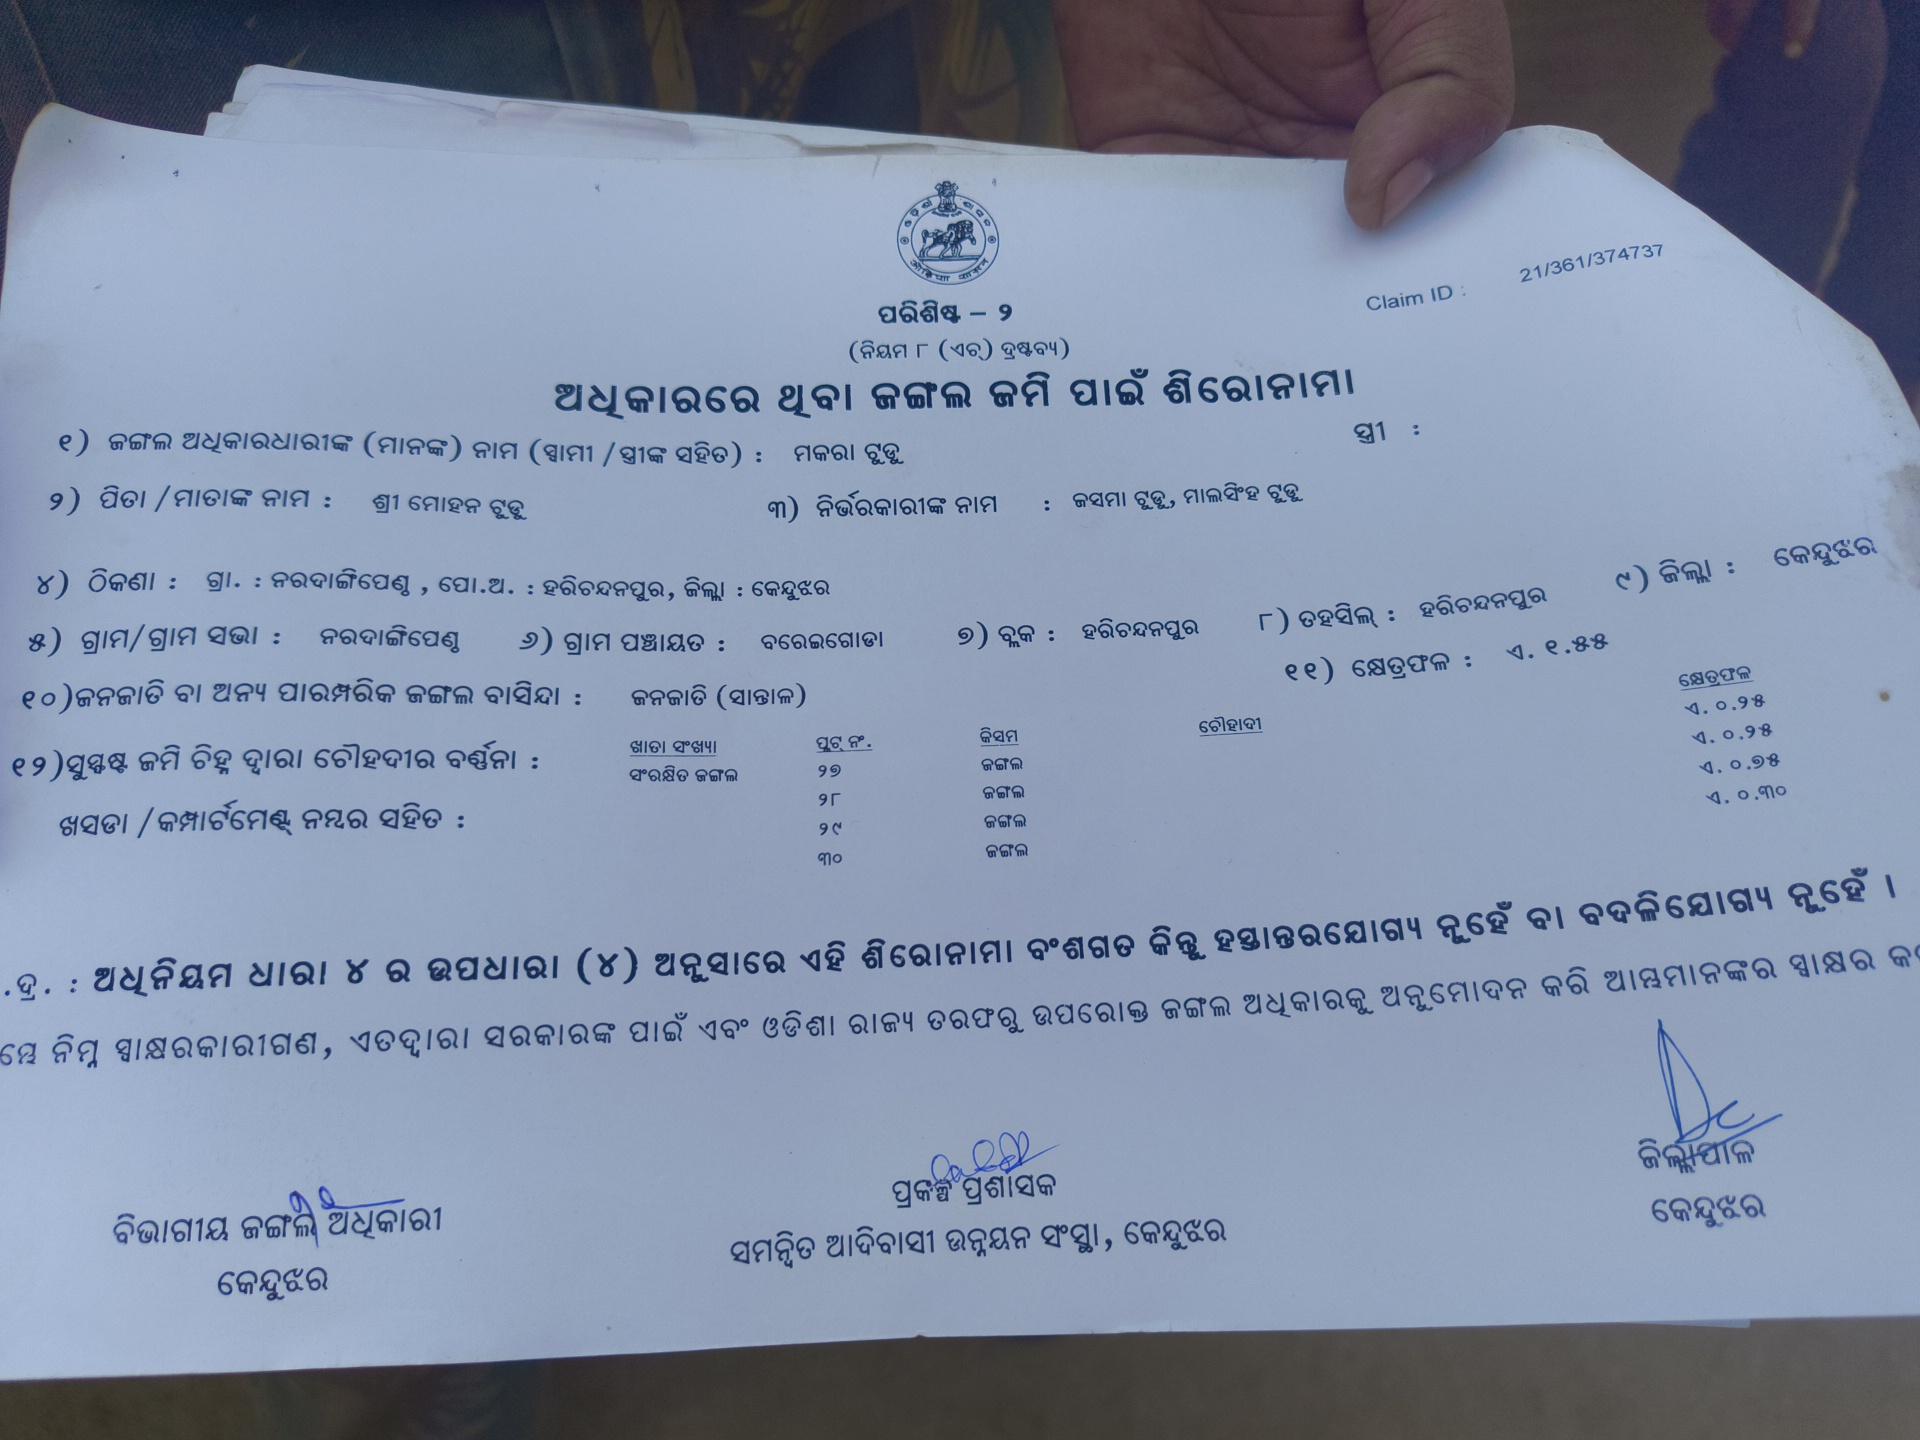 ପରିଶିଷ୍ଟ – ୨
Claim ID : 21/361/374737
(ନିୟମ ୮ (ଏଚ୍) ଦ୍ରଷ୍ଟବ୍ୟ)
ଅଧିକାରରେ ଥିବା ଜଙ୍ଗଲ ଜମି ପାଇଁ ଶିରୋନାମା
୧) ଜଙ୍ଗଲ ଅଧିକାରଧାରୀଙ୍କ (ମାନଙ୍କ) ନାମ (ସ୍ୱାମୀ /ସ୍ତ୍ରୀଙ୍କ ସହିତ) : ମକରା ଟୁଡୁ ସ୍ତ୍ରୀ :
୨) ପିତା /ମାତାଙ୍କ ନାମ : ଶ୍ରୀ ମୋହନ ଟୁଡୁ ୩) ନିର୍ଭରକାରୀଙ୍କ ନାମ : ଜସମା ଟୁଡୁ, ମାଲସିଂହ ଟୁଡୁ
୪) ଠିକଣା : ଗ୍ରା. : ନରଦାଙ୍ଗିପେଣ୍ଠ , ପୋ.ଅ. : ହରିଚନ୍ଦନପୁର, ଜିଲ୍ଲା : କେନ୍ଦୁଝର
୫) ଗ୍ରାମ/ଗ୍ରାମ ସଭା : ନରଦାଙ୍ଗିପେଣ୍ଠ ୬) ଗ୍ରାମ ପଞ୍ଚାୟତ : ବରେଇଗୋଡା ୭) ବ୍ଲକ : ହରିଚନ୍ଦନପୁର ୮) ତହସିଲ୍ : ହରିଚନ୍ଦନପୁର ୯) ଜିଲ୍ଲା : କେନ୍ଦୁଝର
୧୦)ଜନଜାତି ବା ଅନ୍ୟ ପାରମ୍ପରିକ ଜଙ୍ଗଲ ବାସିନ୍ଦା : ଜନଜାତି (ସାନ୍ତାଳ) ୧୧) କ୍ଷେତ୍ରଫଳ : ଏ. ୧.୫୫
୧୨)ସୁସ୍ପଷ୍ଟ ଜମି ଚିହ୍ନ ଦ୍ୱାରା ଚୌହଦୀର ବର୍ଣ୍ଣନା :
ଖସଡା /କମ୍ପାର୍ଟମେଣ୍ଟ୍ ନମ୍ବର ସହିତ :
ଖାତା ସଂଖ୍ୟା ପ୍ଲଟ୍ ନଂ. କିସମ ଚୌହାଦୀ କ୍ଷେତ୍ରଫଳ
ସଂରକ୍ଷିତ ଜଙ୍ଗଲ ୨୭ ଜଙ୍ଗଲ ଏ. ୦.୨୫
୨୮ ଜଙ୍ଗଲ ଏ. ୦.୨୫
୨୯ ଜଙ୍ଗଲ ଏ. ୦.୭୫
୩୦ ଜଙ୍ଗଲ ଏ. ୦.୩୦
.ଦ୍ର. : ଅଧିନିୟମ ଧାରା ୪ ର ଉପଧାରା (୪) ଅନୁସାରେ ଏହି ଶିରୋନାମା ବଂଶଗତ କିନ୍ତୁ ହସ୍ତାନ୍ତରଯୋଗ୍ୟ ନୁହେଁ ବା ବଦଳିଯୋଗ୍ୟ ନୁହେଁ ।
ନିମ୍ନ ସ୍ୱାକ୍ଷରକାରୀଗଣ, ଏତଦ୍ୱାରା ସରକାରଙ୍କ ପାଇଁ ଏବଂ ଓଡିଶା ରାଜ୍ୟ ତରଫରୁ ଉପରୋକ୍ତ ଜଙ୍ଗଲ ଅଧିକାରକୁ ଅନୁମୋଦନ କରି ଆମ୍ଭମାନଙ୍କର ସ୍ୱାକ୍ଷର
ବିଭାଗୀୟ ଜଙ୍ଗଲ ଅଧିକାରୀ
କେନ୍ଦୁଝର
ପ୍ରକଳ୍ପ ପ୍ରଶାସକ
ସମନ୍ୱିତ ଆଦିବାସୀ ଉନ୍ନୟନ ସଂସ୍ଥା, କେନ୍ଦୁଝର
ଜିଲ୍ଲାପାଳ
କେନ୍ଦୁଝର